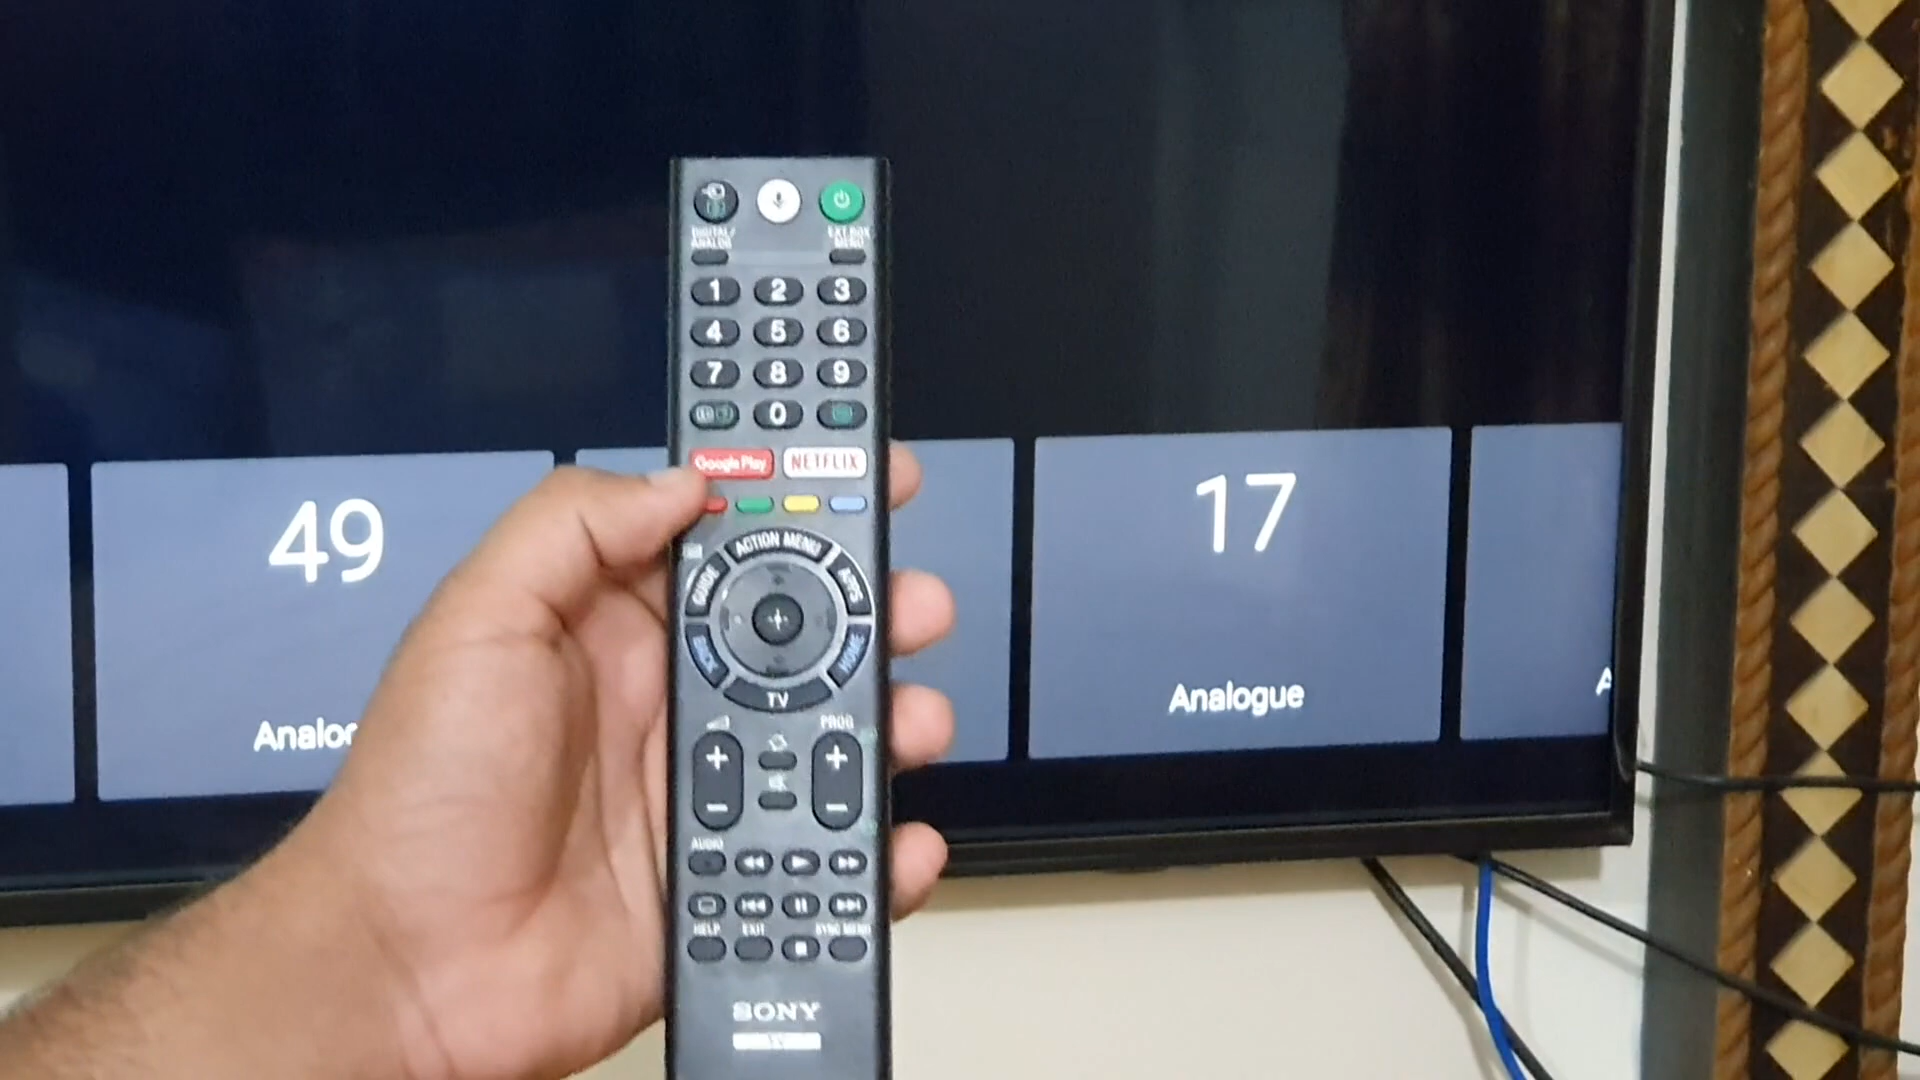 DIGITAL/
ANALOG
EXT.BOX
MENU
1 2 3
4 5 6
7 8 9
0
Google Play NETFLIX
ACTION MENU
GUIDE APPS
BACK HOME
TV
PROG
+ +
− −
AUDIO
HELP EXIT SYNC MENU
SONY
TV
49
Analog
17
Analogue
A